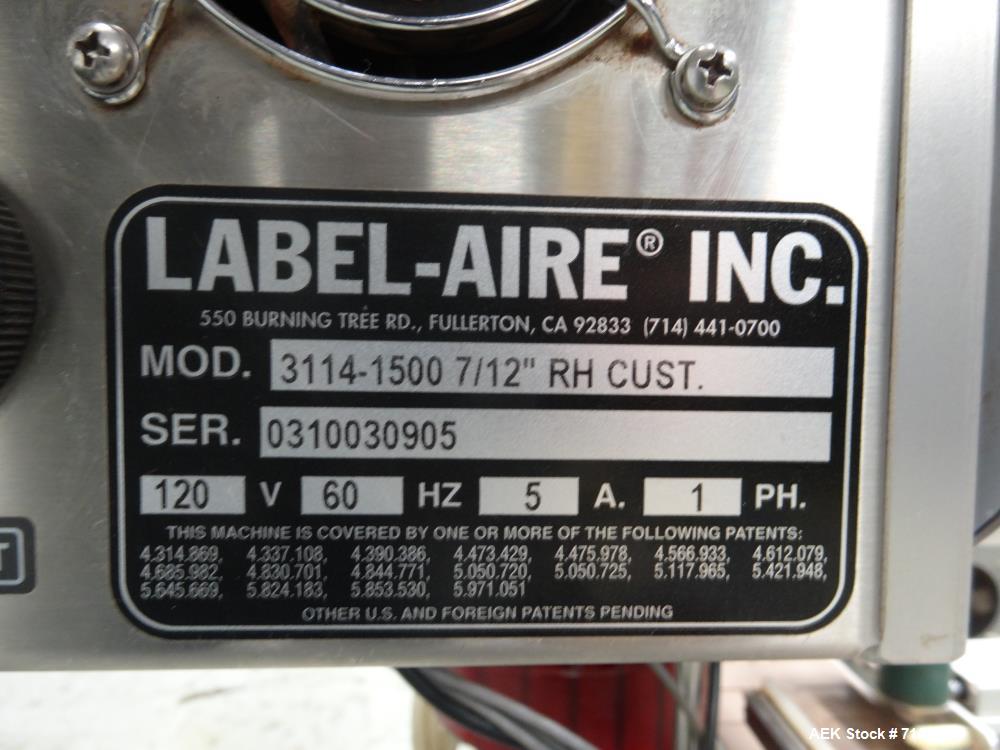 LABEL-AIRE® INC.
550 BURNING TREE RD., FULLERTON, CA 92833 (714) 441-0700
MOD. 3114-1500 7/12" RH CUST.
SER. 0310030905
120 V 60 HZ 5 A. 1 PH.
THIS MACHINE IS COVERED BY ONE OR MORE OF THE FOLLOWING PATENTS:
4.314.869, 4.337.108, 4.390.386, 4.473.429, 4.475.978, 4.566.933, 4.612.079,
4.685.982, 4.830.701, 4.844.771, 5.050.720, 5.050.725, 5.117.965, 5.421.948,
5.645.669, 5.824.183, 5.853.530, 5.971.051
OTHER U.S. AND FOREIGN PATENTS PENDING
AEK Stock #